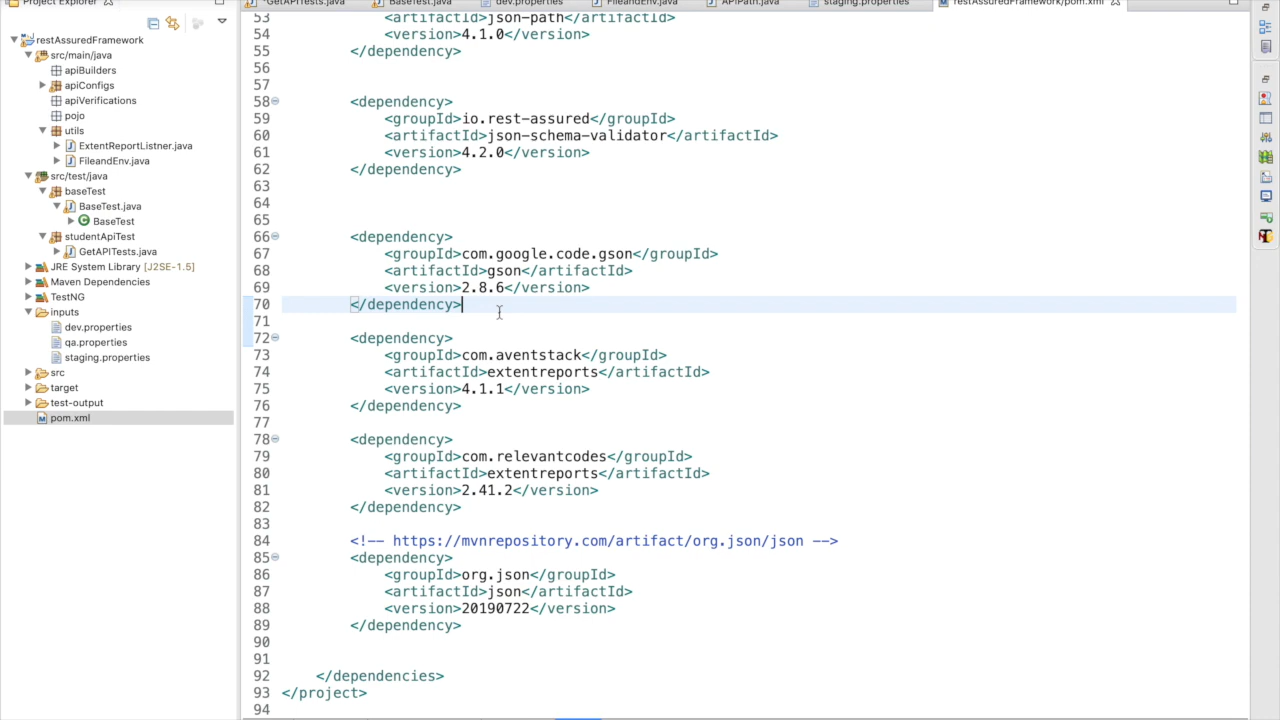 Project Explorer
*GetAPITests.java
BaseTest.java
dev.properties
FileandEnv.java
APIPath.java
staging.properties
restAssuredFramework/pom.xml
restAssuredFramework
src/main/java
apiBuilders
apiConfigs
apiVerifications
pojo
utils
ExtentReportListner.java
FileandEnv.java
src/test/java
baseTest
BaseTest.java
BaseTest
studentApiTest
GetAPITests.java
JRE System Library [J2SE-1.5]
Maven Dependencies
TestNG
inputs
dev.properties
qa.properties
staging.properties
src
target
test-output
pom.xml
53 <artifactId>json-path</artifactId>
54 <version>4.1.0</version>
55 </dependency>
56
57
58 <dependency>
59 <groupId>io.rest-assured</groupId>
60 <artifactId>json-schema-validator</artifactId>
61 <version>4.2.0</version>
62 </dependency>
63
64
65
66 <dependency>
67 <groupId>com.google.code.gson</groupId>
68 <artifactId>gson</artifactId>
69 <version>2.8.6</version>
70 </dependency>
71
72 <dependency>
73 <groupId>com.aventstack</groupId>
74 <artifactId>extentreports</artifactId>
75 <version>4.1.1</version>
76 </dependency>
77
78 <dependency>
79 <groupId>com.relevantcodes</groupId>
80 <artifactId>extentreports</artifactId>
81 <version>2.41.2</version>
82 </dependency>
83
84 <!-- https://mvnrepository.com/artifact/org.json/json -->
85 <dependency>
86 <groupId>org.json</groupId>
87 <artifactId>json</artifactId>
88 <version>20190722</version>
89 </dependency>
90
91
92 </dependencies>
93 </project>
94